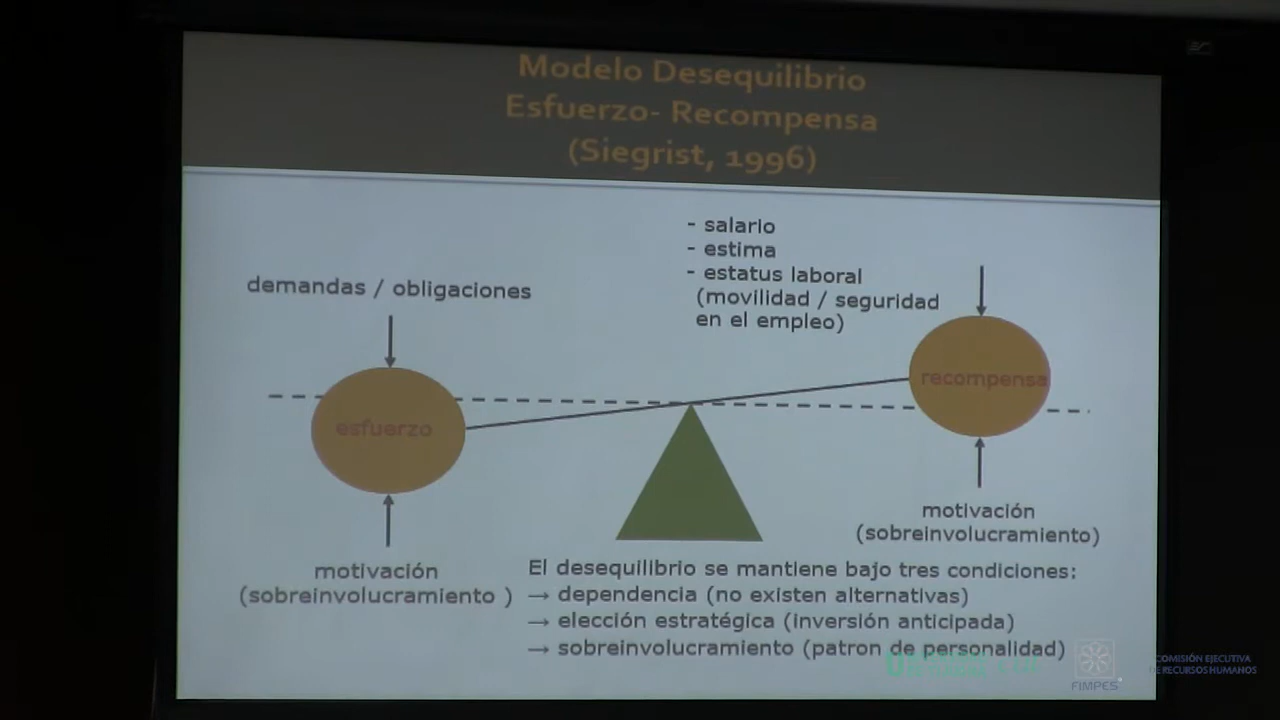 Modelo Desequilibrio
Esfuerzo- Recompensa
(Siegrist, 1996)
- salario
- estima
- estatus laboral
(movilidad / seguridad
en el empleo)
demandas / obligaciones
recompensa
esfuerzo
motivación
(sobreinvolucramiento)
motivación
(sobreinvolucramiento )
El desequilibrio se mantiene bajo tres condiciones:
→ dependencia (no existen alternativas)
→ elección estratégica (inversión anticipada)
→ sobreinvolucramiento (patron de personalidad)
FIMPES
COMISIÓN EJECUTIVA
DE RECURSOS HUMANOS